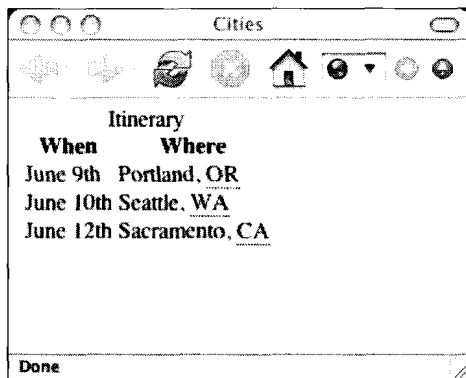 Cities
Itinerary
When Where
June 9th Portland, OR
June 10th Seattle, WA
June 12th Sacramento, CA
Done